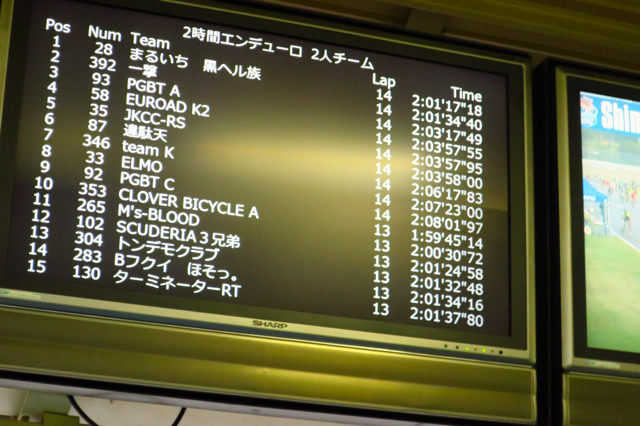 2時間エンデューロ 2人チーム
Pos Num Team Lap Time
1 28 まるいち 黒ヘル族 14 2:01'17"18
2 392 一撃 14 2:01'34"40
3 93 PGBT A 14 2:03'17"49
4 58 EUROAD K2 14 2:03'57"55
5 35 JKCC-RS 14 2:03'57"95
6 87 違駄天 14 2:03'58"00
7 346 team K 14 2:06'17"83
8 33 ELMO 14 2:07'23"00
9 92 PGBT C 14 2:08'01"97
10 353 CLOVER BICYCLE A 13 1:59'45"14
11 265 M's-BLOOD 13 2:00'30"72
12 102 SCUDERIA３兄弟 13 2:01'24"58
13 304 トンデモクラブ 13 2:01'32"48
14 283 Bフクイ ほそっ。 13 2:01'34"16
15 130 ターミネーターRT 13 2:01'37"80
SHARP